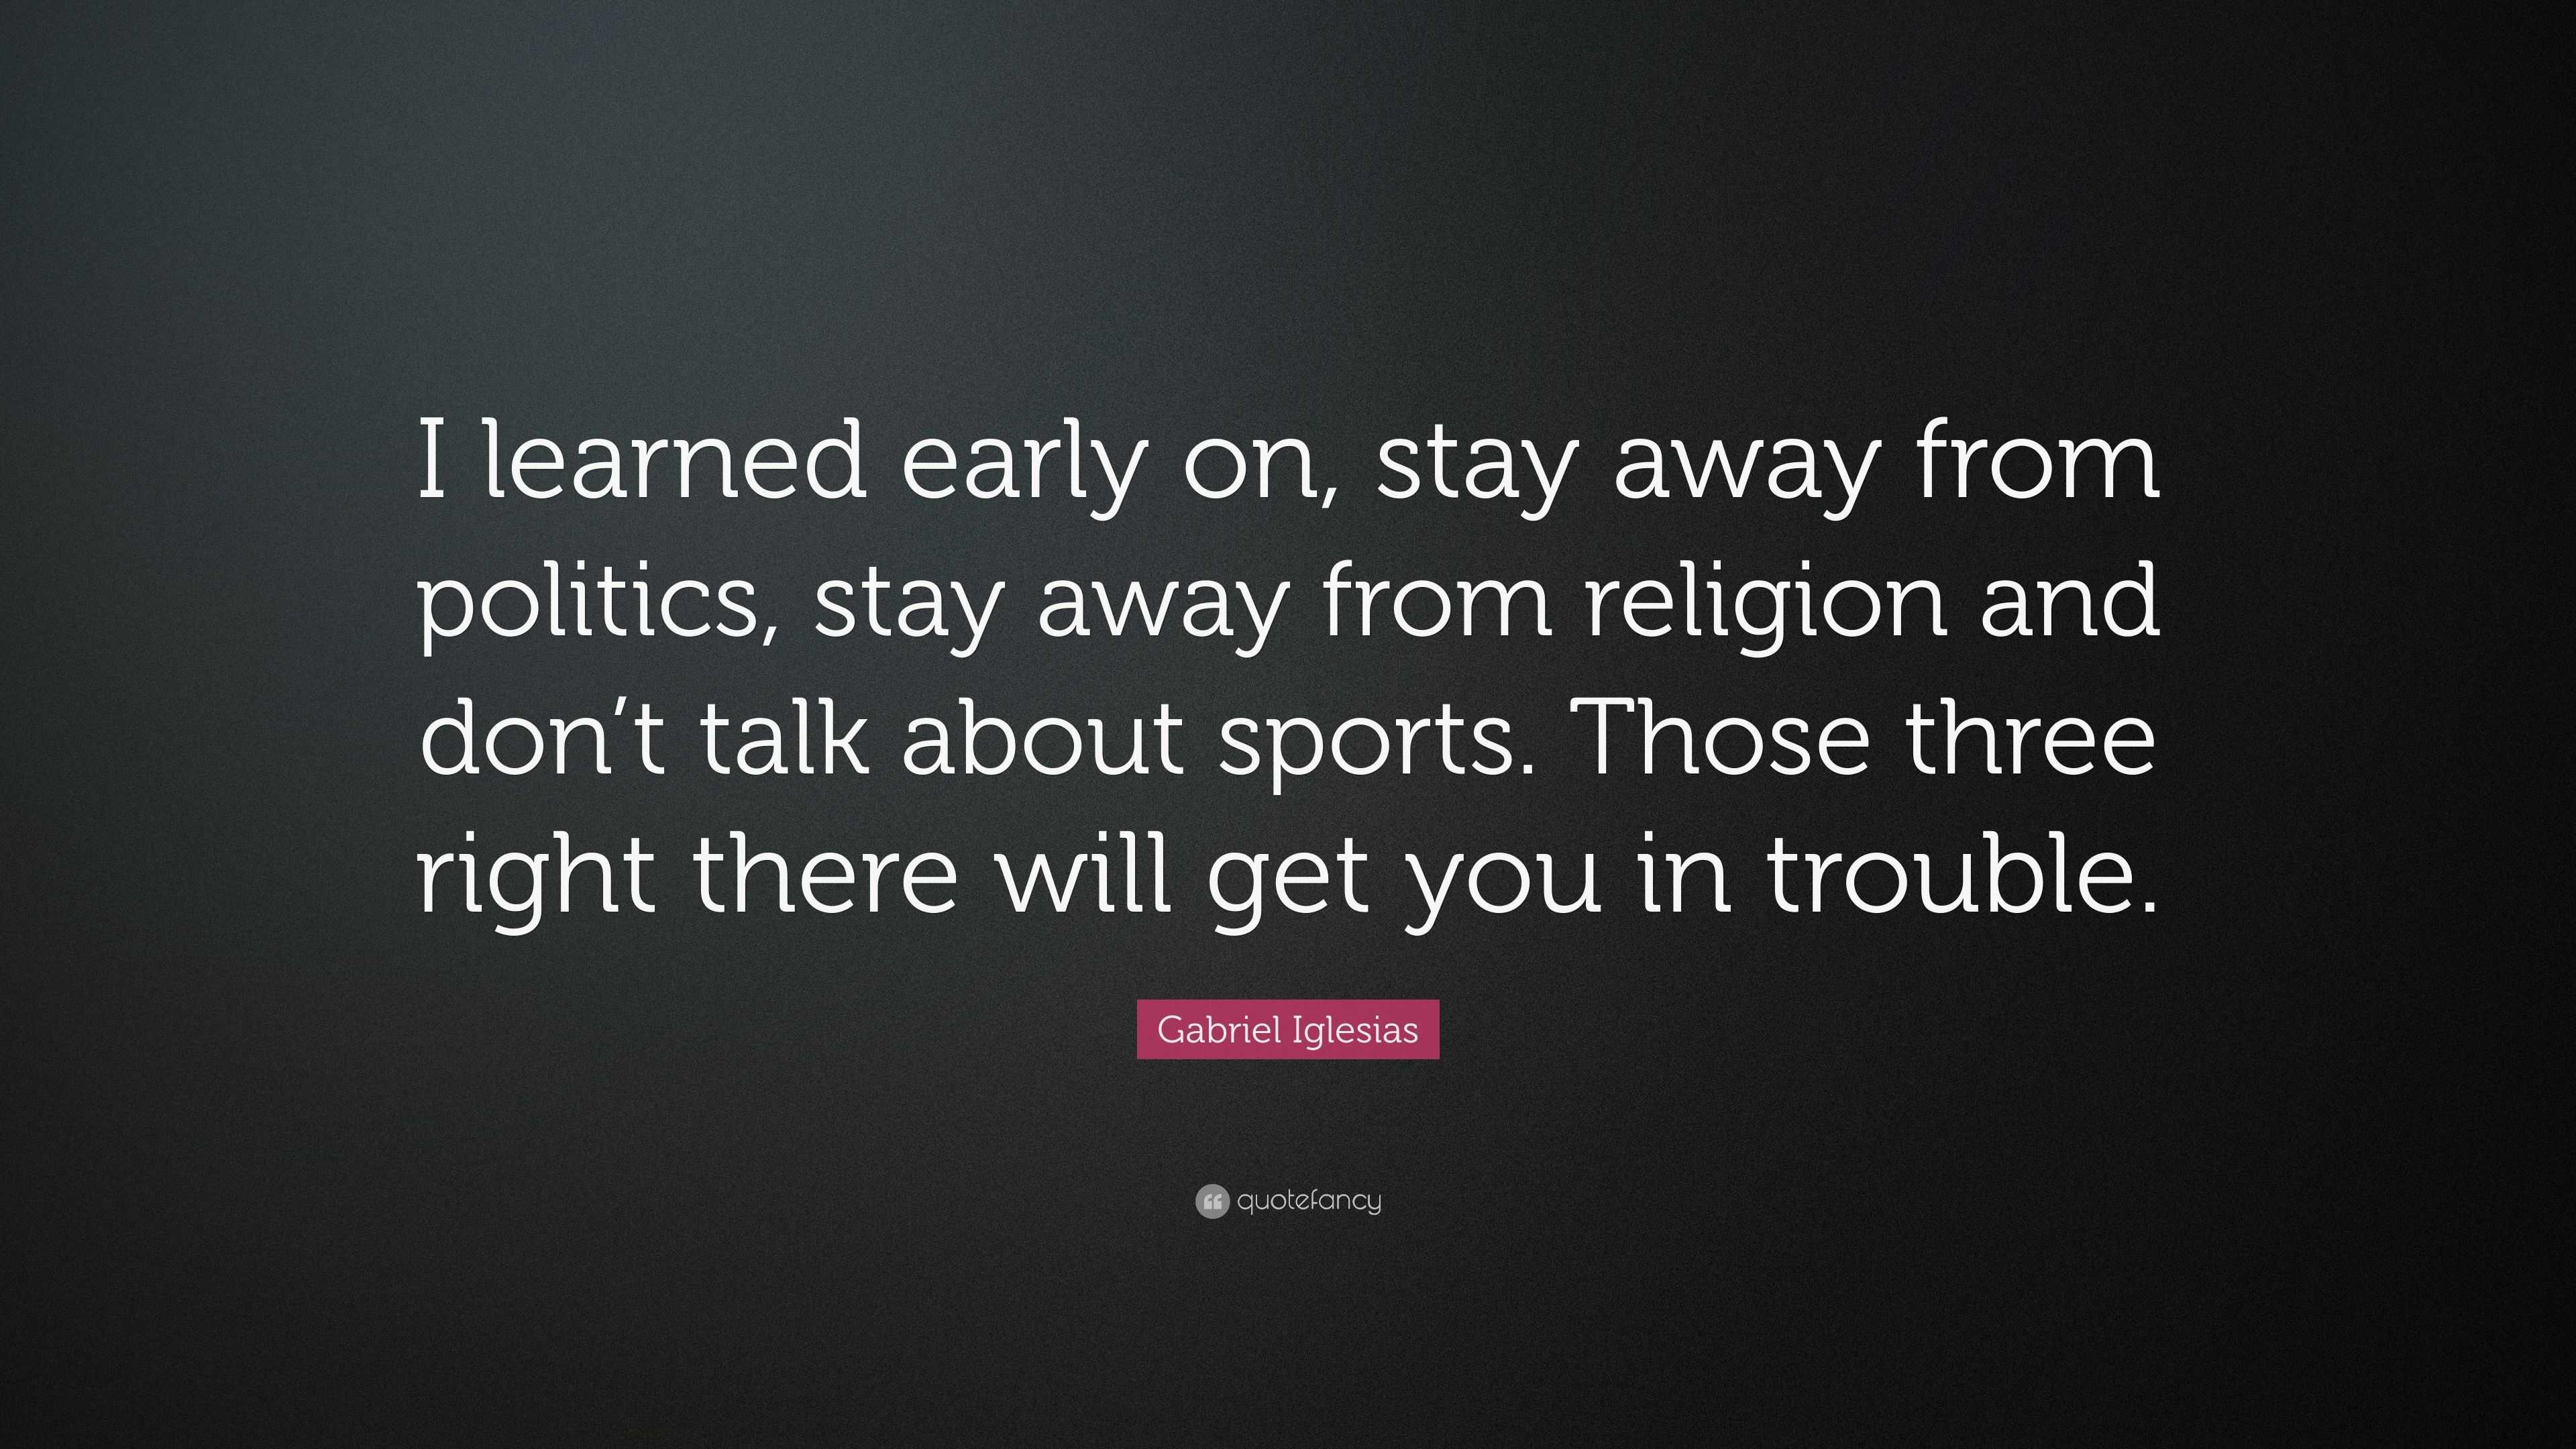 I learned early on, stay away from
politics, stay away from religion and
don’t talk about sports. Those three
right there will get you in trouble.
Gabriel Iglesias
quotefancy